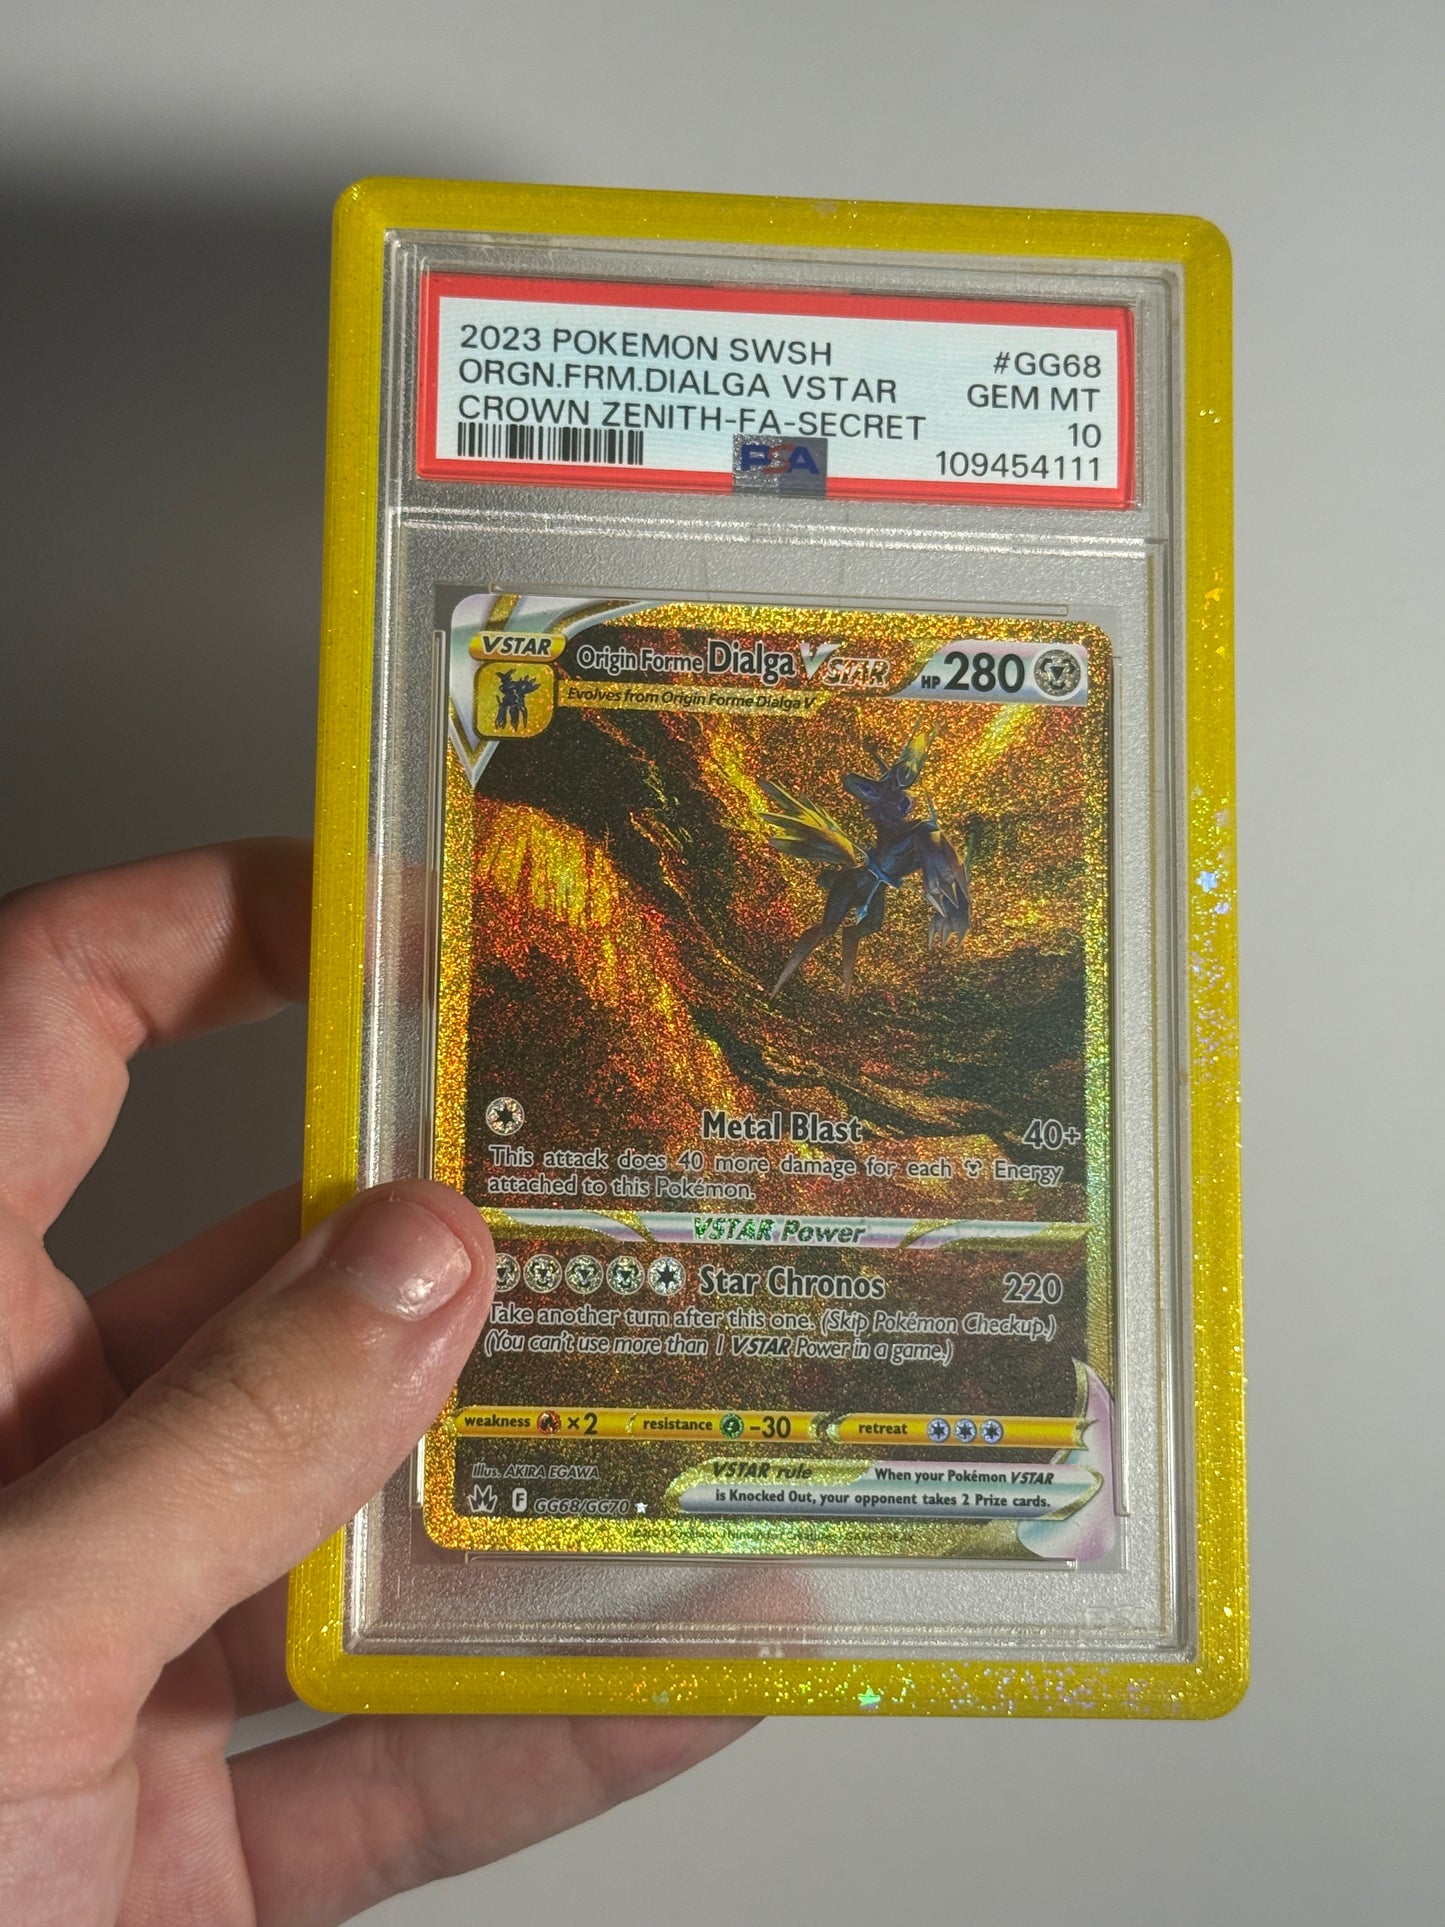 2023 POKEMON SWSH #GG68
ORGN.FRM.DIALGA VSTAR GEM MT
CROWN ZENITH-FA-SECRET 10
PSA 109454111
VSTAR Origin Forme Dialga VSTAR HP 280
Evolves from Origin Forme Dialga V
Metal Blast 40+
This attack does 40 more damage for each Energy
attached to this Pokémon.
VSTAR Power
Star Chronos 220
Take another turn after this one. (Skip Pokémon Checkup.)
(You can't use more than 1 VSTAR Power in a game.)
weakness ×2 resistance -30 retreat
Illus. AKIRA EGAWA
VSTAR rule When your Pokémon VSTAR
is Knocked Out, your opponent takes 2 Prize cards.
F GG68/GG70
GAME FREAK